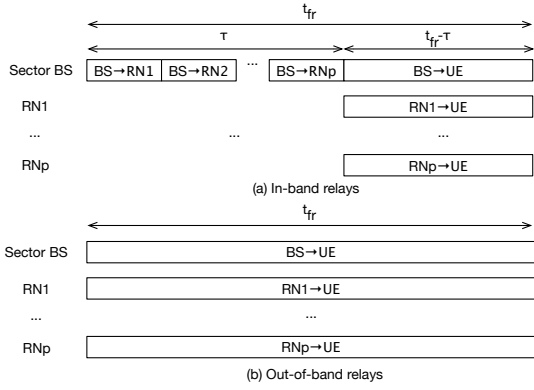 t_fr
τ t_fr-τ
Sector BS BS→RN1 BS→RN2 ... BS→RNp BS→UE
RN1 RN1→UE
... ... ...
RNp RNp→UE
(a) In-band relays
t_fr
Sector BS BS→UE
RN1 RN1→UE
... ...
RNp RNp→UE
(b) Out-of-band relays